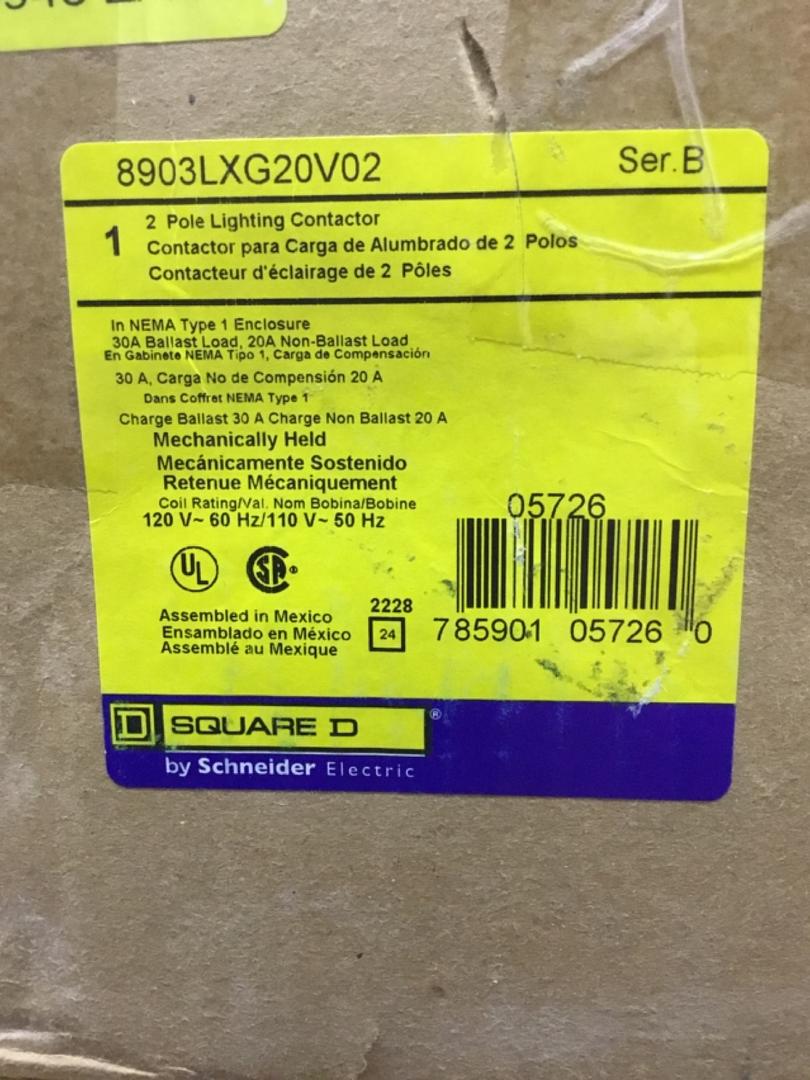 8903LXG20V02 Ser.B
1
2 Pole Lighting Contactor
Contactor para Carga de Alumbrado de 2 Polos
Contacteur d'éclairage de 2 Pôles
In NEMA Type 1 Enclosure
30A Ballast Load, 20A Non-Ballast Load
En Gabinete NEMA Tipo 1, Carga de Compensación
30 A, Carga No de Compensión 20 A
Dans Coffret NEMA Type 1
Charge Ballast 30 A Charge Non Ballast 20 A
Mechanically Held
Mecánicamente Sostenido
Retenue Mécaniquement
Coil Rating/Val. Nom Bobina/Bobine
120 V~ 60 Hz/110 V~ 50 Hz
05726
UL
SA®
Assembled in Mexico
Ensamblado en México
Assemblé au Mexique
2228
24
785901 05726 0
D SQUARE D ®
by Schneider Electric